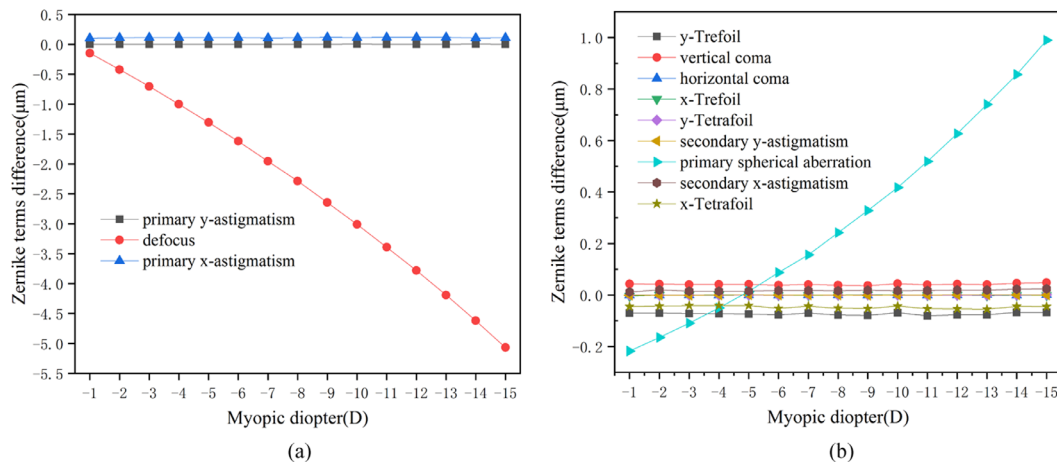 0.5
0.0
-0.5
-1.0
-1.5
-2.0
-2.5
-3.0
-3.5
-4.0
-4.5
-5.0
-5.5
Zernike terms difference(μm)
primary y-astigmatism
defocus
primary x-astigmatism
-1 -2 -3 -4 -5 -6 -7 -8 -9 -10 -11 -12 -13 -14 -15
Myopic diopter(D)
(a)
1.0
0.8
0.6
0.4
0.2
0.0
-0.2
Zernike terms difference(μm)
y-Trefoil
vertical coma
horizontal coma
x-Trefoil
y-Tetrafoil
secondary y-astigmatism
primary spherical aberration
secondary x-astigmatism
x-Tetrafoil
-1 -2 -3 -4 -5 -6 -7 -8 -9 -10 -11 -12 -13 -14 -15
Myopic diopter(D)
(b)